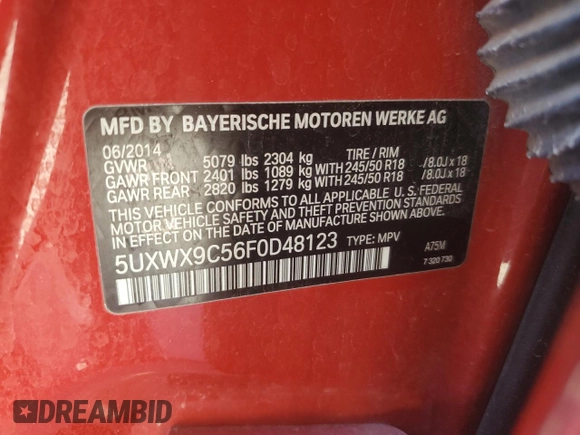 MFD BY BAYERISCHE MOTOREN WERKE AG
06/2014 TIRE / RIM
GVWR 5079 lbs 2304 kg
GAWR FRONT 2401 lbs 1089 kg WITH 245/50 R18 /8.0J x 18
GAWR REAR 2820 lbs 1279 kg WITH 245/50 R18 /8.0J x 18
THIS VEHICLE CONFORMS TO ALL APPLICABLE U.S. FEDERAL
MOTOR VEHICLE SAFETY AND THEFT PREVENTION STANDARDS
IN EFFECT ON THE DATE OF MANUFACTURE SHOWN ABOVE.
5UXWX9C56F0D48123 TYPE: MPV A75M
7 320 730
DREAMBID